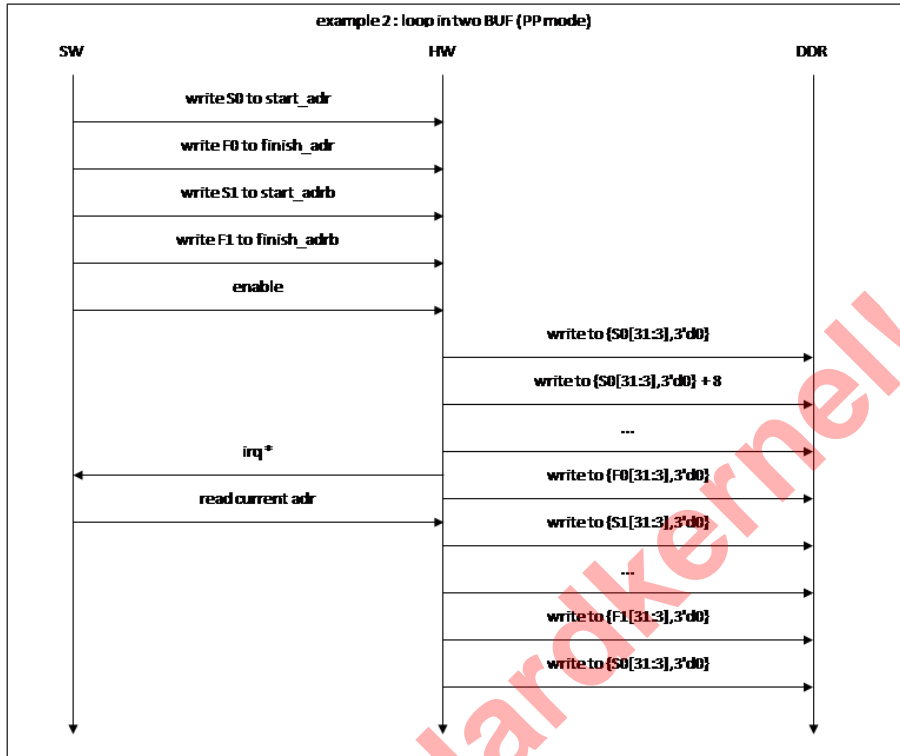 example 2 : loop in two BUF (PP mode)
SW HW DDR
write S0 to start_adr
write F0 to finish_adr
write S1 to start_adrb
write F1 to finish_adrb
enable
write to {S0[31:3],3'd0}
write to {S0[31:3],3'd0} + 8
...
irq *
write to {F0[31:3],3'd0}
read current adr
write to {S1[31:3],3'd0}
...
write to {F1[31:3],3'd0}
write to {S0[31:3],3'd0}
ardkernel